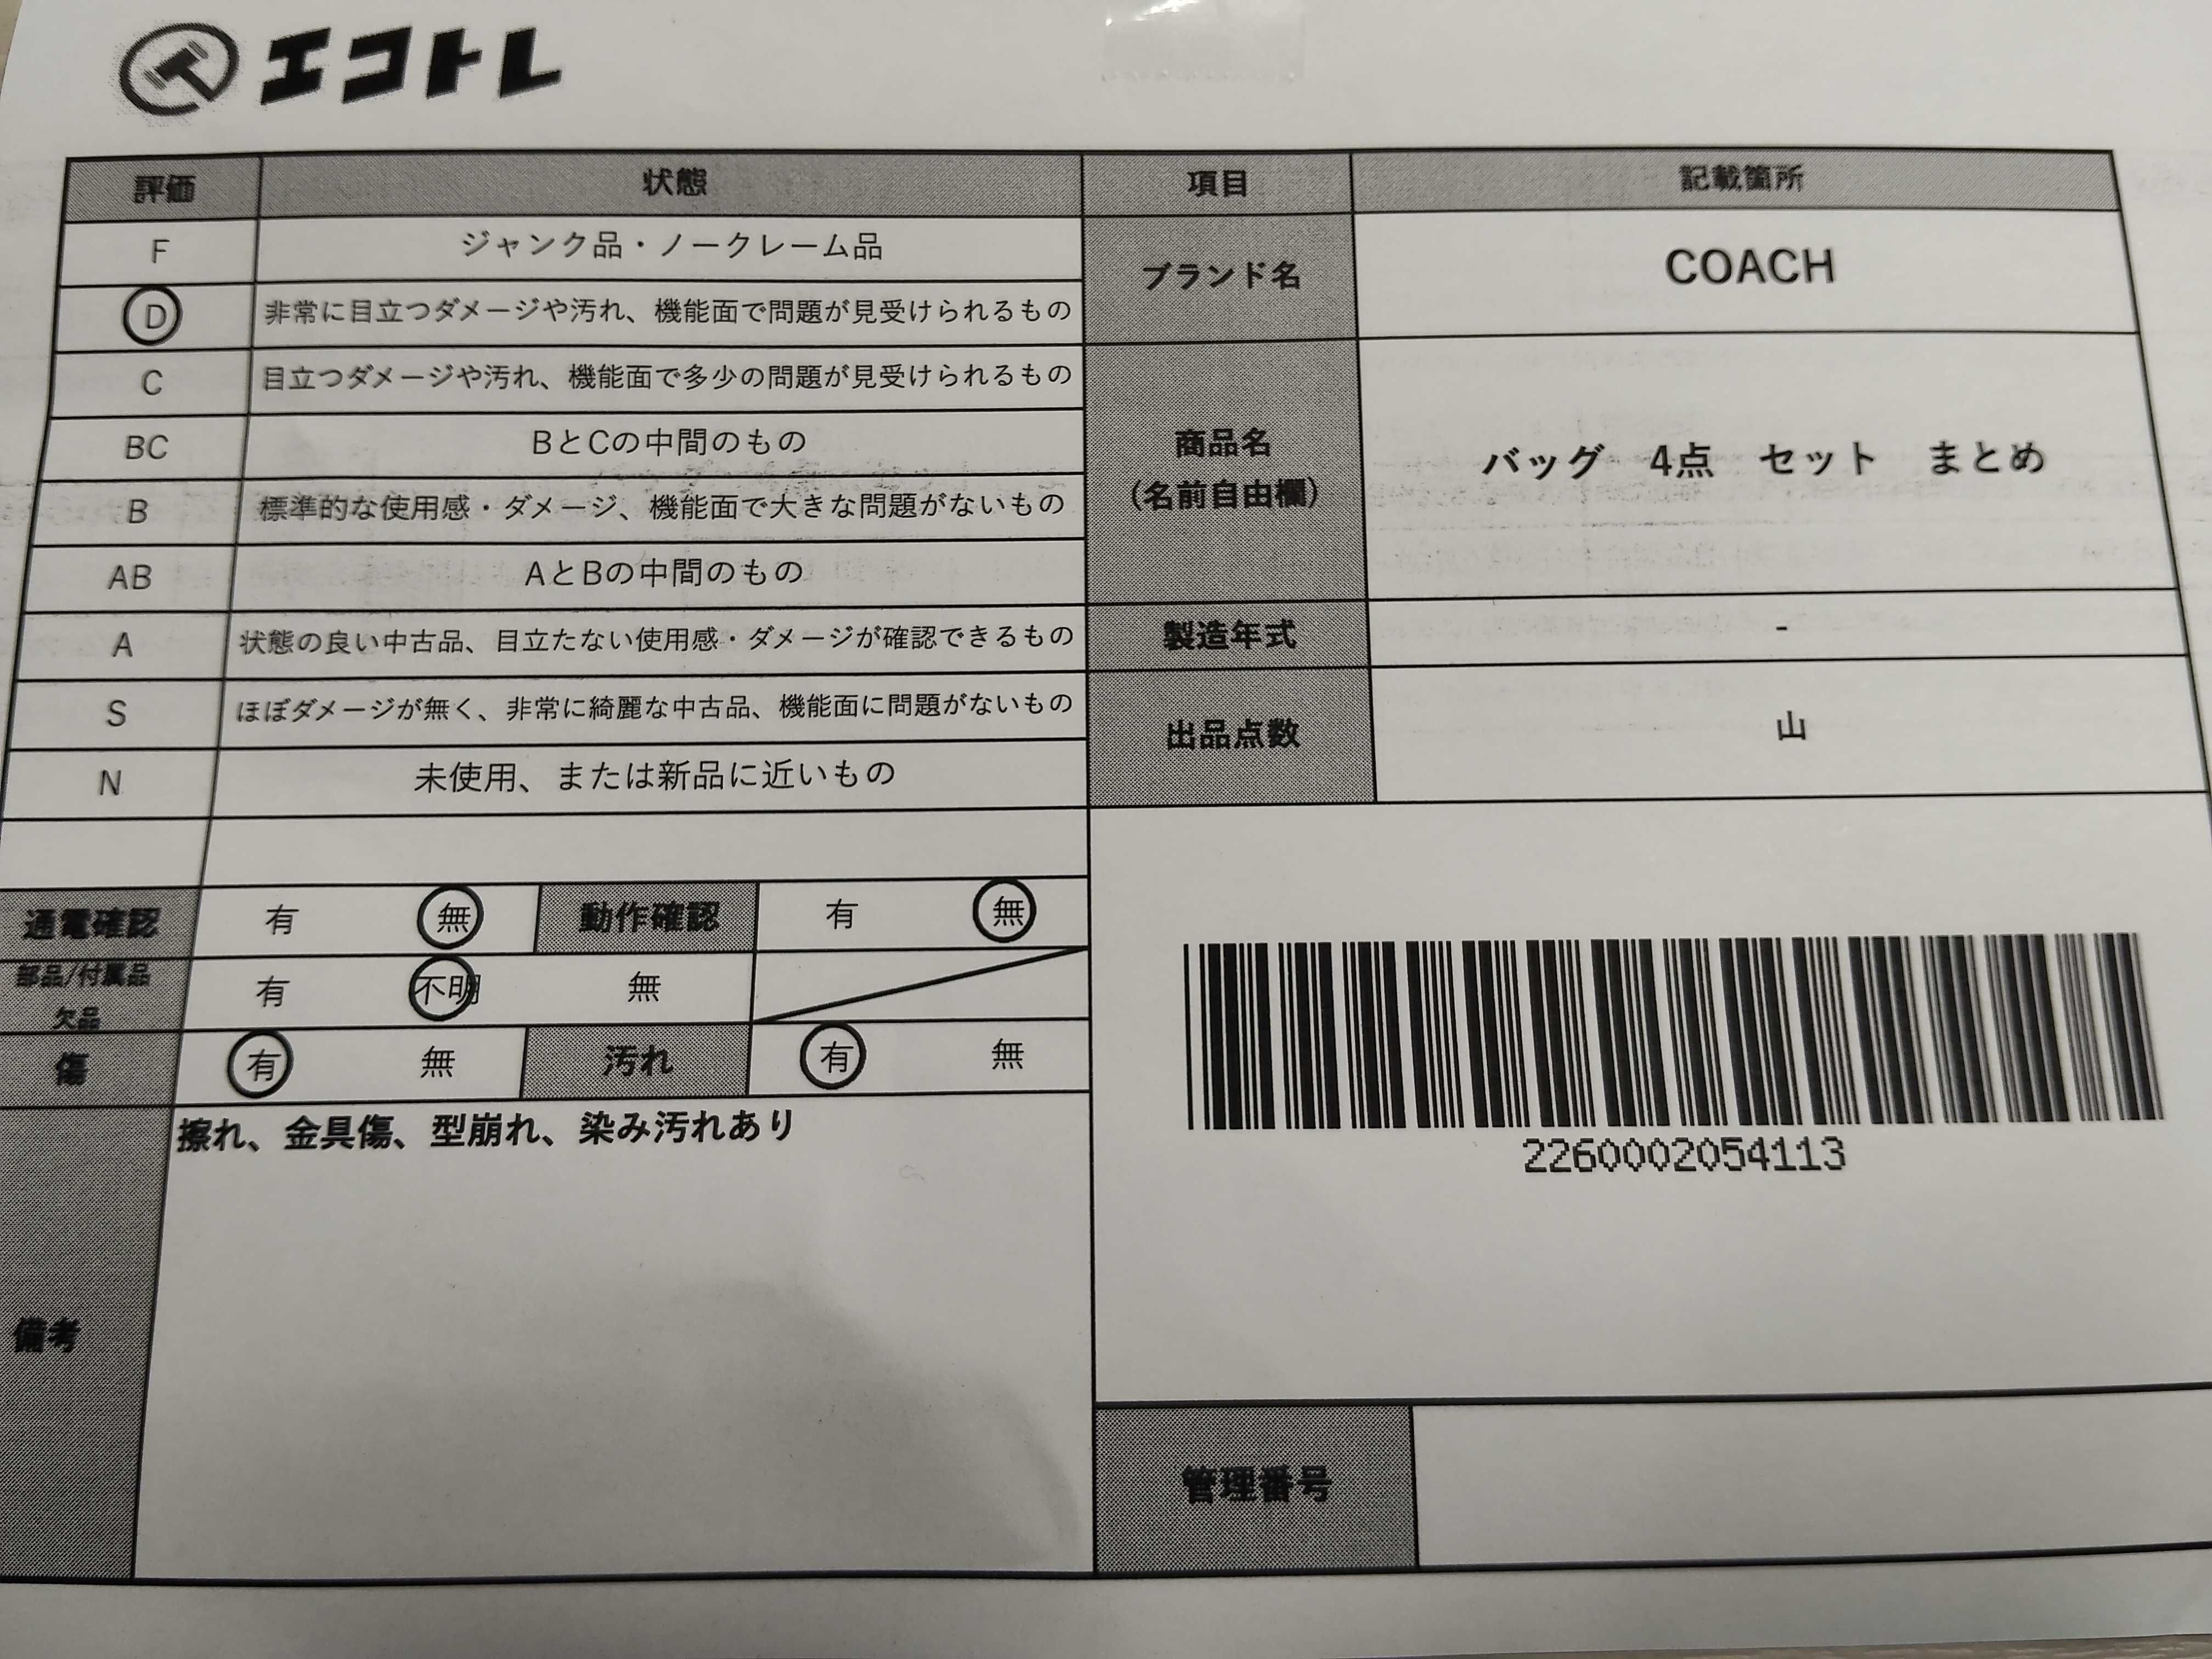 エコトレ
評価 状態 項目 記載箇所
F ジャンク品・ノークレーム品
D 非常に目立つダメージや汚れ、機能面で問題が見受けられるもの
ブランド名 COACH
C 目立つダメージや汚れ、機能面で多少の問題が見受けられるもの
BC BとCの中間のもの
B 標準的な使用感・ダメージ、機能面で大きな問題がないもの
AB AとBの中間のもの
商品名
(名前自由欄)
バッグ 4点 セット まとめ
A 状態の良い中古品、目立たない使用感・ダメージが確認できるもの
製造年式 -
S ほぼダメージが無く、非常に綺麗な中古品、機能面に問題がないもの
N 未使用、または新品に近いもの
出品点数 山
通電確認 有 無 動作確認 有 無
部品/付属品
欠品
有 不明 無
傷 有 無 汚れ 有 無
備考
擦れ、金具傷、型崩れ、染み汚れあり
2260002054113
管理番号